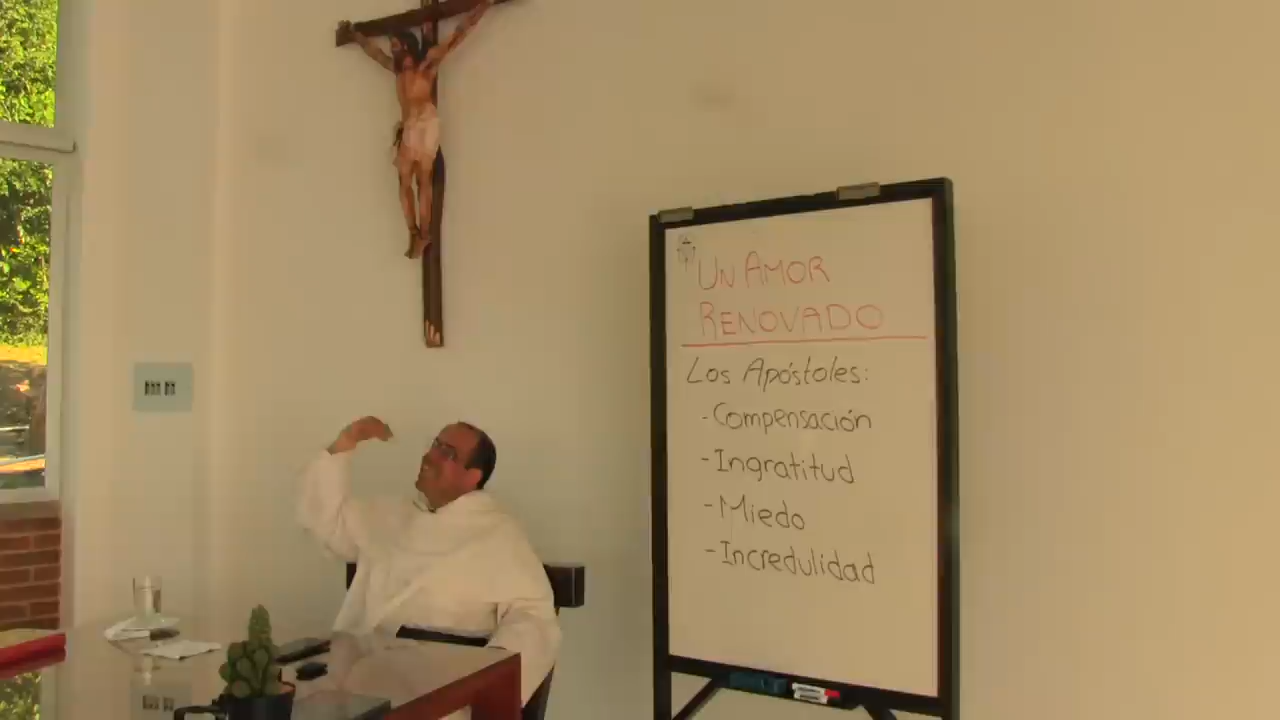 UN AMOR
RENOVADO
Los Apóstoles:
-Compensación
-Ingratitud
-Miedo
-Incredulidad